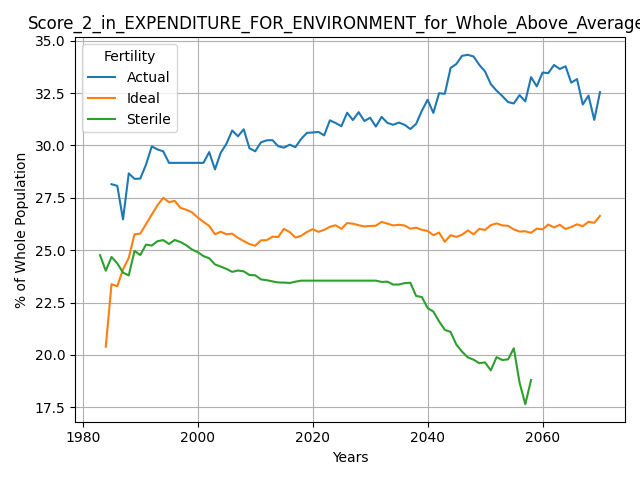 Score_2_in_EXPENDITURE_FOR_ENVIRONMENT_for_Whole_Above_Average
Fertility
Actual
Ideal
Sterile
% of Whole Population
35.0
32.5
30.0
27.5
25.0
22.5
20.0
17.5
1980 2000 2020 2040 2060
Years